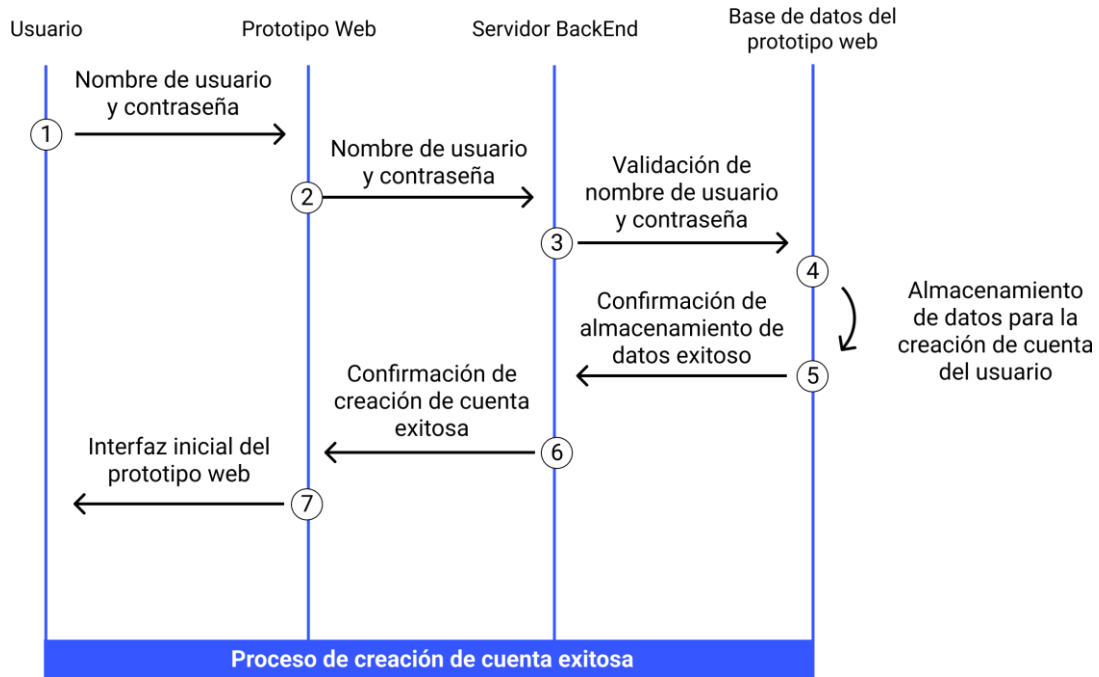 Usuario
Prototipo Web
Servidor BackEnd
Base de datos del
prototipo web
Nombre de usuario
y contraseña
1
Nombre de usuario
y contraseña
2
Validación de
nombre de usuario
y contraseña
3
4
Almacenamiento
de datos para la
creación de cuenta
del usuario
Confirmación de
almacenamiento de
datos exitoso
5
Confirmación de
creación de cuenta
exitosa
6
Interfaz inicial del
prototipo web
7
Proceso de creación de cuenta exitosa